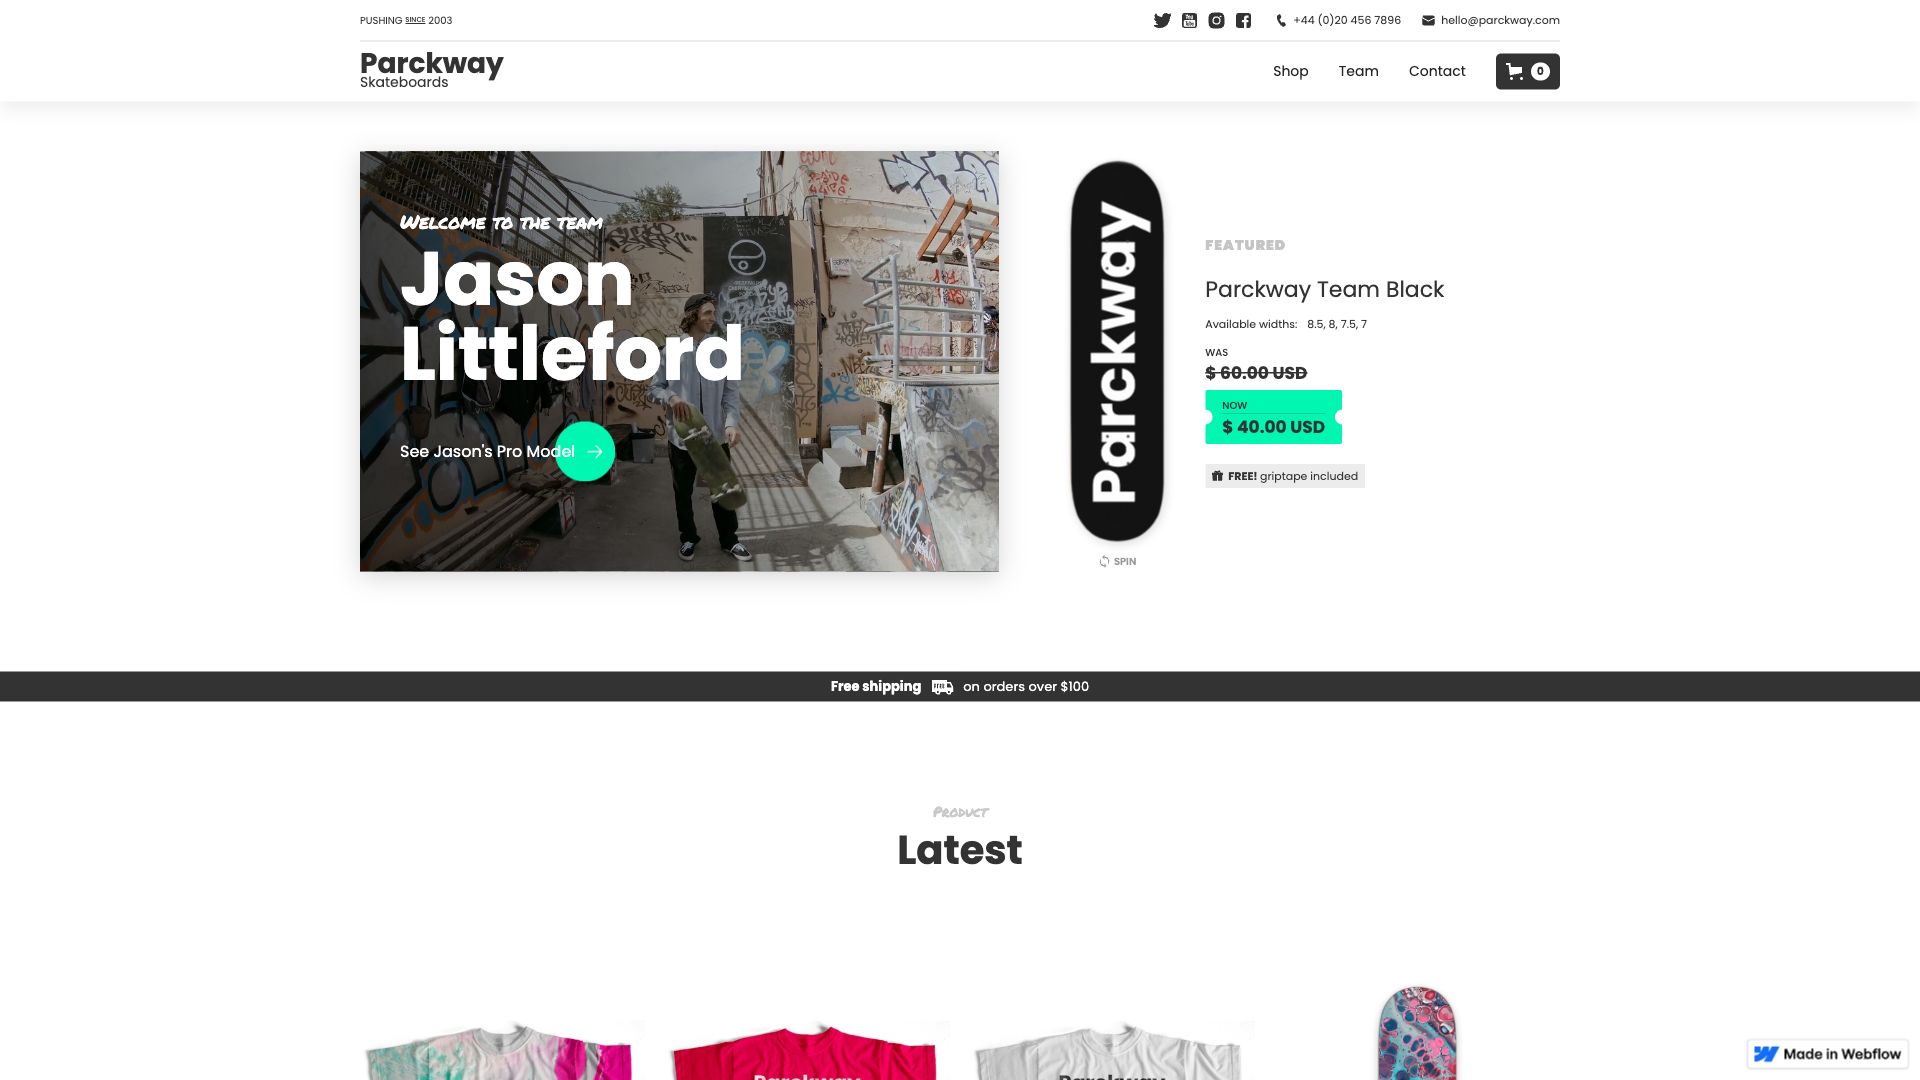 PUSHING SINCE 2003
+44 (0)20 456 7896
hello@parckway.com
Parckway
Skateboards
Shop
Team
Contact
0
Welcome to the team
Jason
Littleford
See Jason's Pro Model
Parckway
SPIN
FEATURED
Parckway Team Black
Available widths: 8.5, 8, 7.5, 7
WAS
$ 60.00 USD
NOW
$ 40.00 USD
FREE! griptape included
Free shipping on orders over $100
Product
Latest
Parckway
Parckway
Made in Webflow